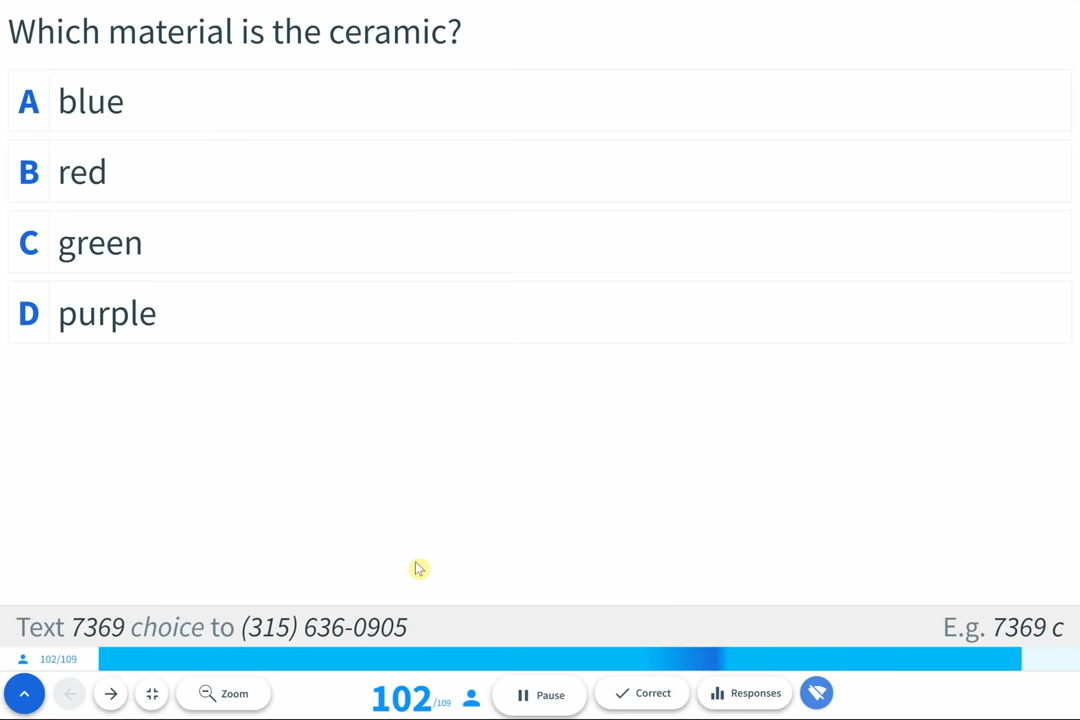 Which material is the ceramic?
A blue
B red
C green
D purple
Text 7369 choice to (315) 636-0905
E.g. 7369 c
102/109
Zoom
102/109
Pause
Correct
Responses